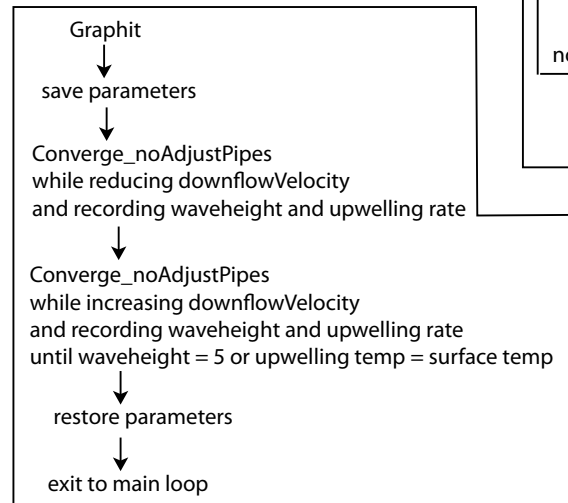 Graphit
save parameters
Converge_noAdjustPipes
while reducing downflowVelocity
and recording waveheight and upwelling rate
Converge_noAdjustPipes
while increasing downflowVelocity
and recording waveheight and upwelling rate
until waveheight = 5 or upwelling temp = surface temp
restore parameters
exit to main loop